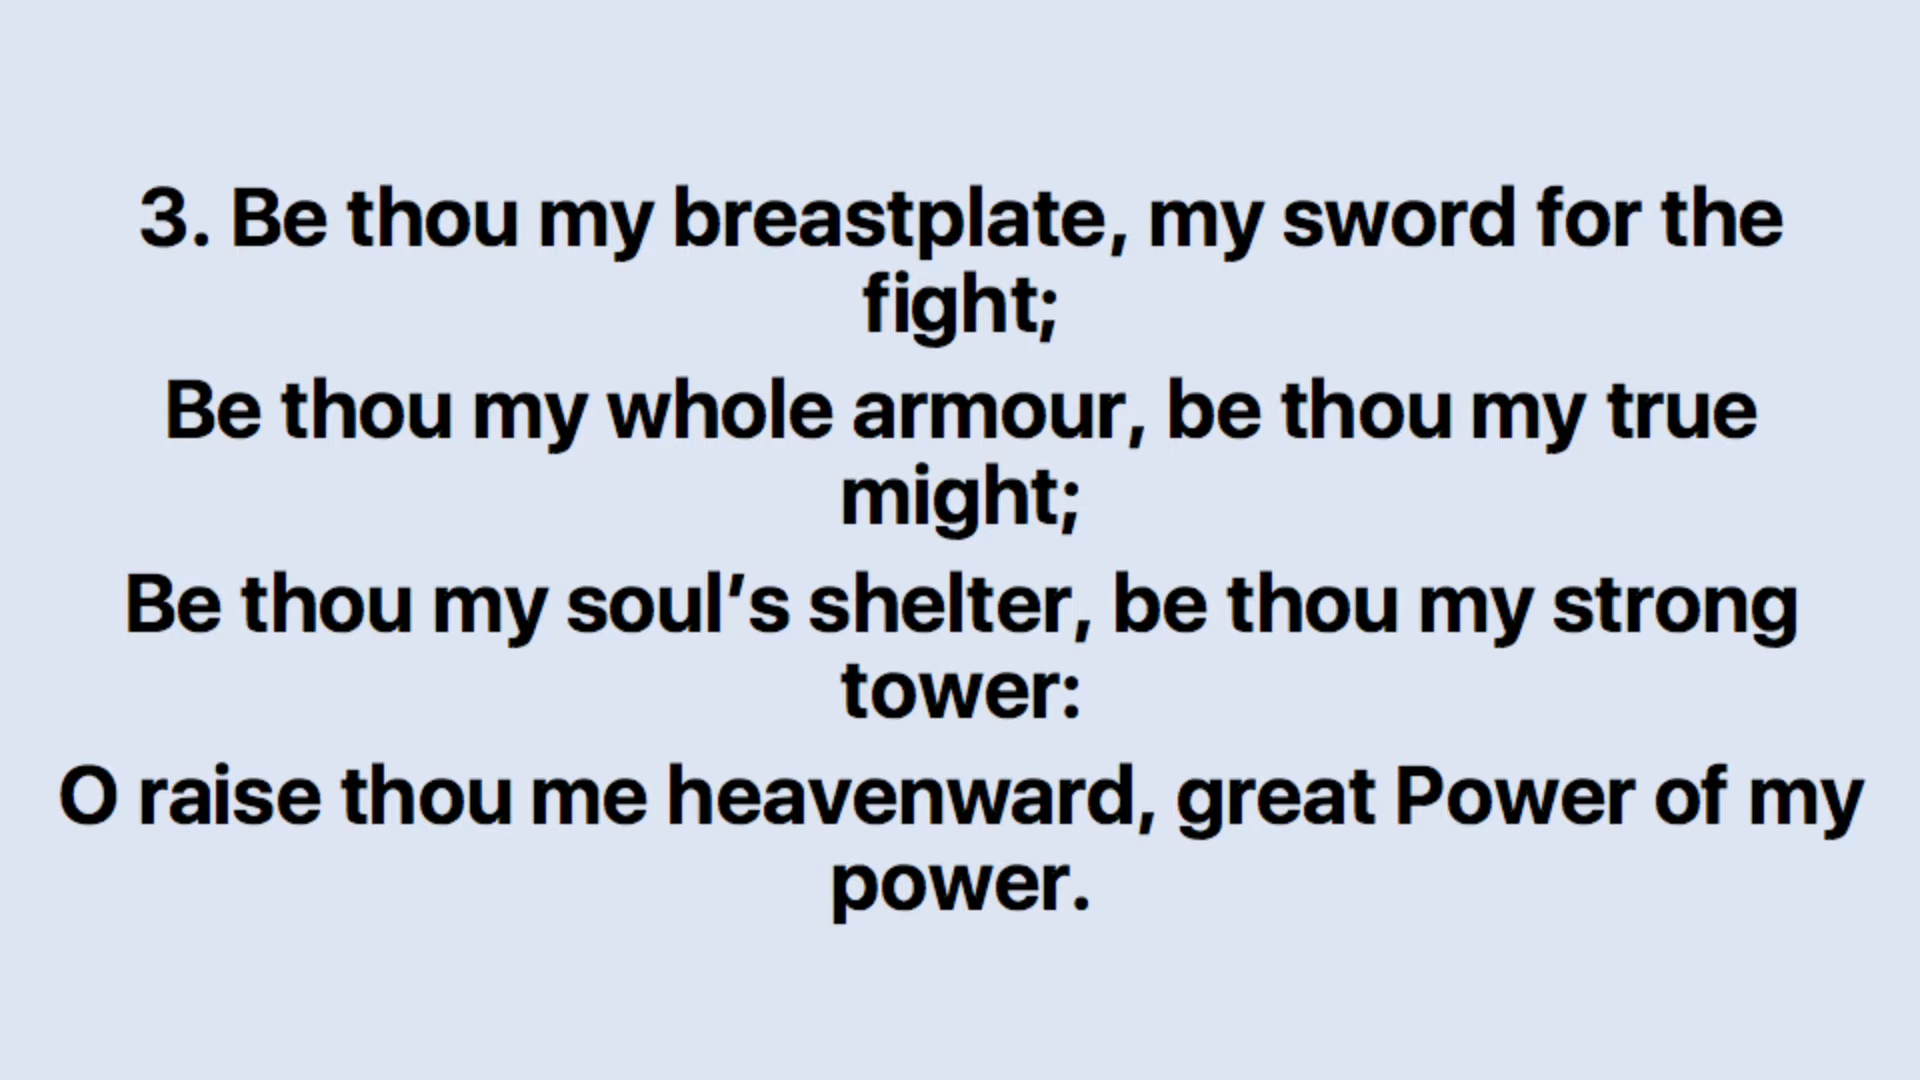 3. Be thou my breastplate, my sword for the
fight;
Be thou my whole armour, be thou my true
might;
Be thou my soul’s shelter, be thou my strong
tower:
O raise thou me heavenward, great Power of my
power.